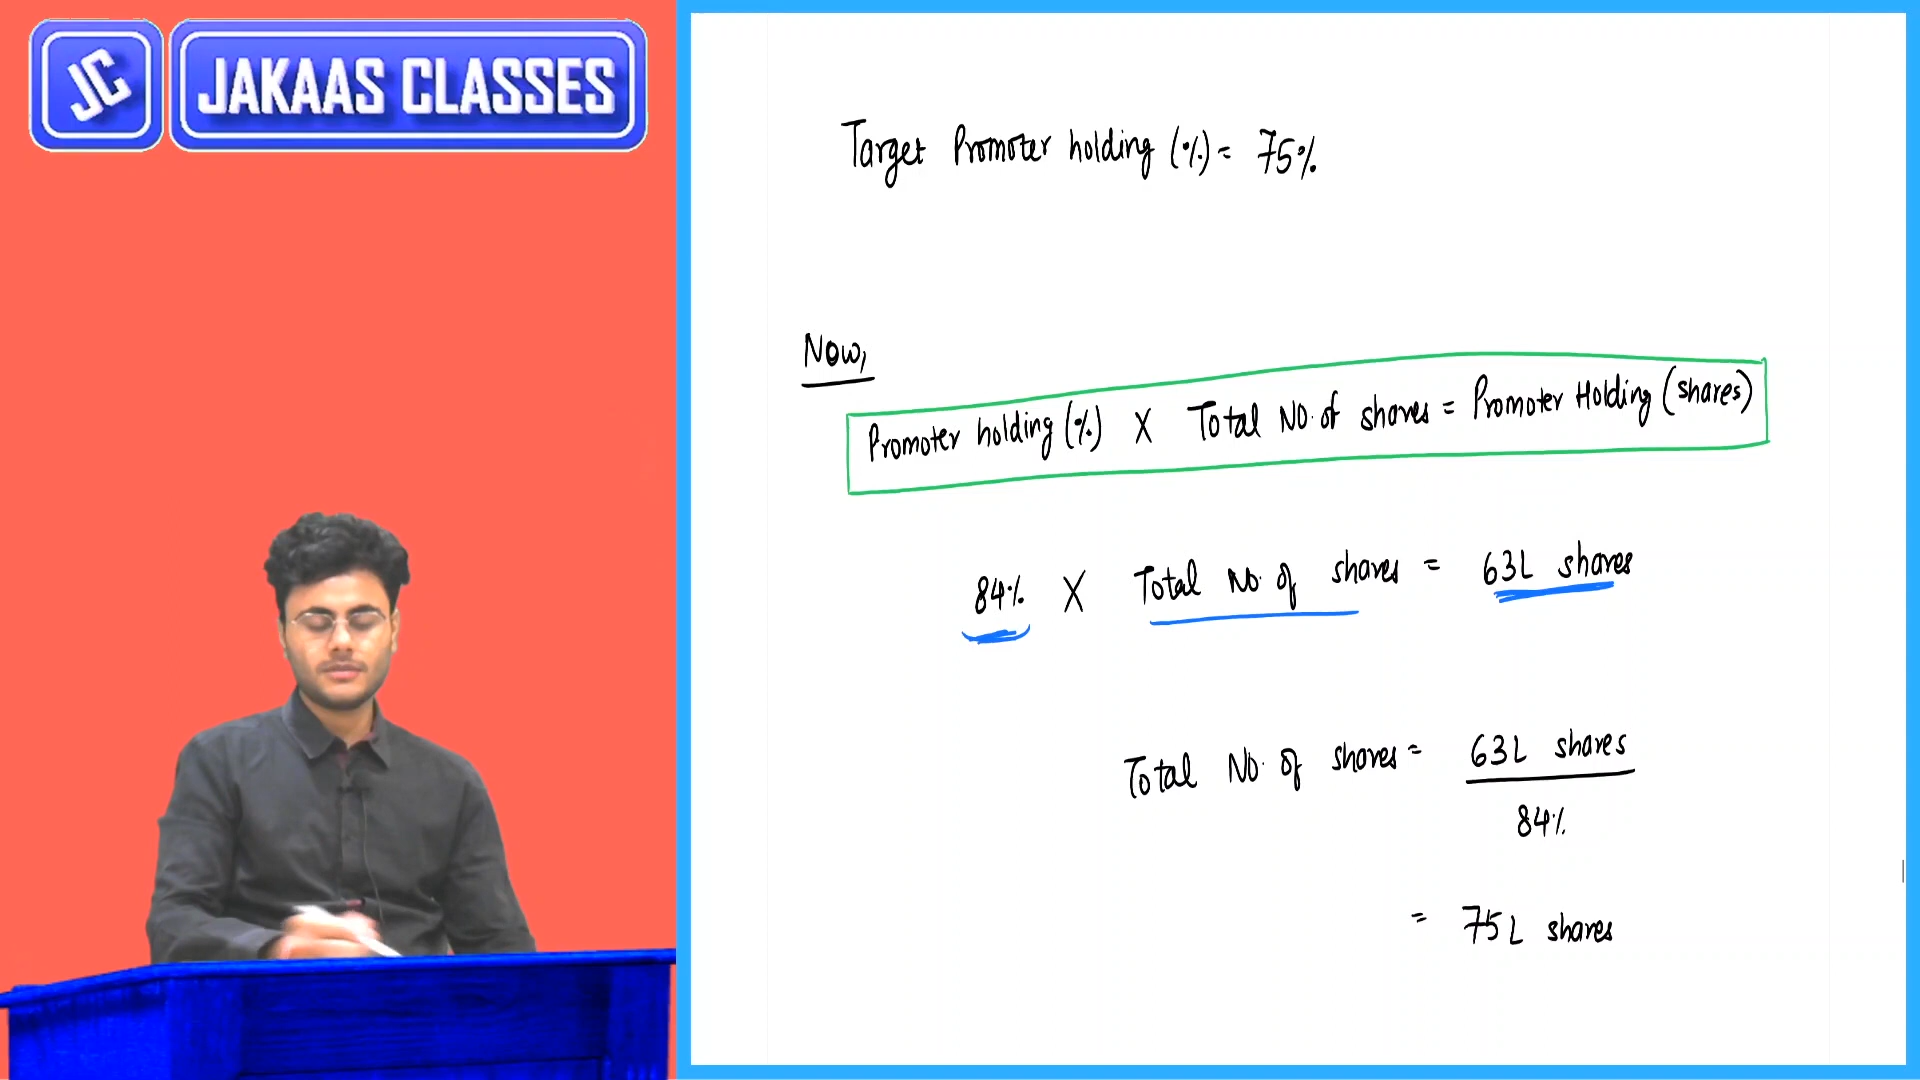 JC JAKAAS CLASSES
Target Promoter holding (%) = 75%
Now,
Promoter holding (%) X Total No. of shares = Promoter Holding (shares)
84% X Total No. of shares = 63L shares
Total No. of shares = 63L shares
84%
= 75L shares